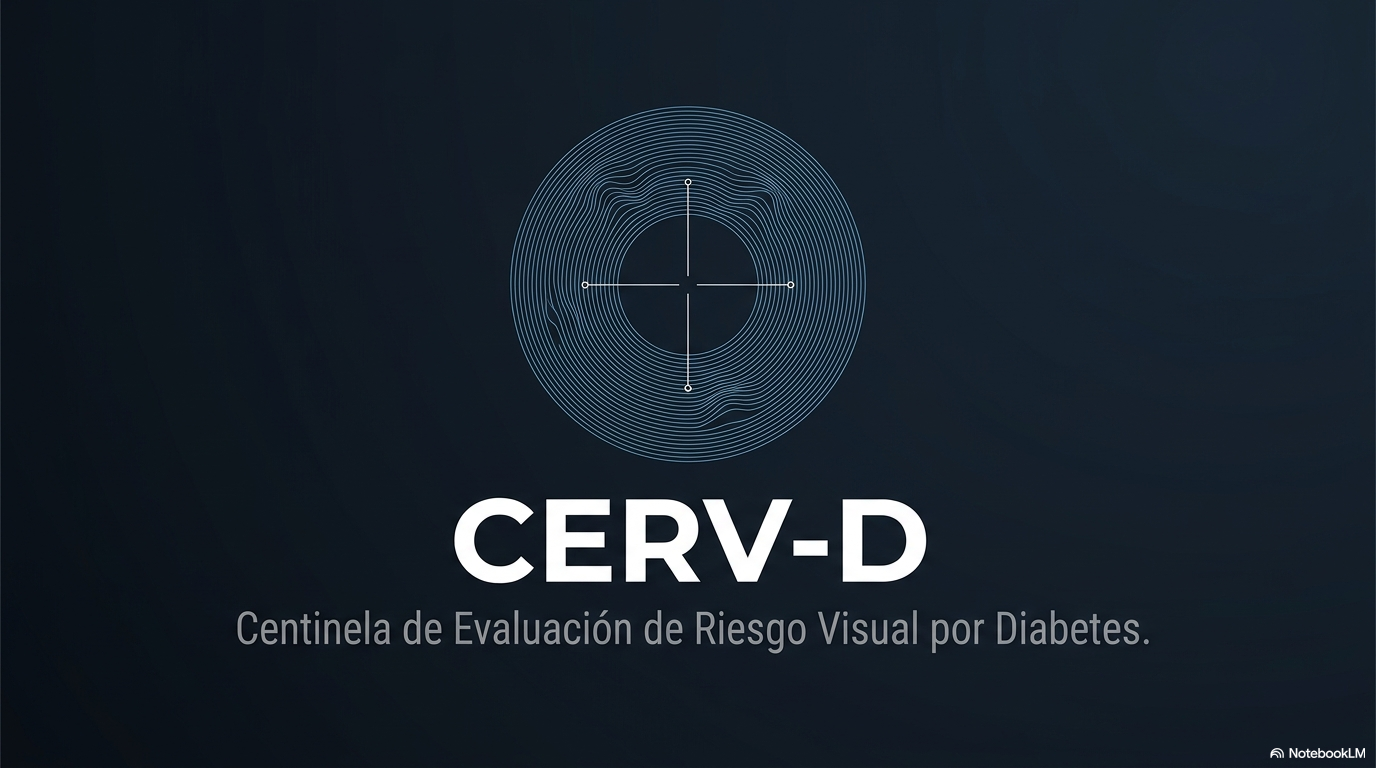 CERV-D
Centinela de Evaluación de Riesgo Visual por Diabetes.
NotebookLM